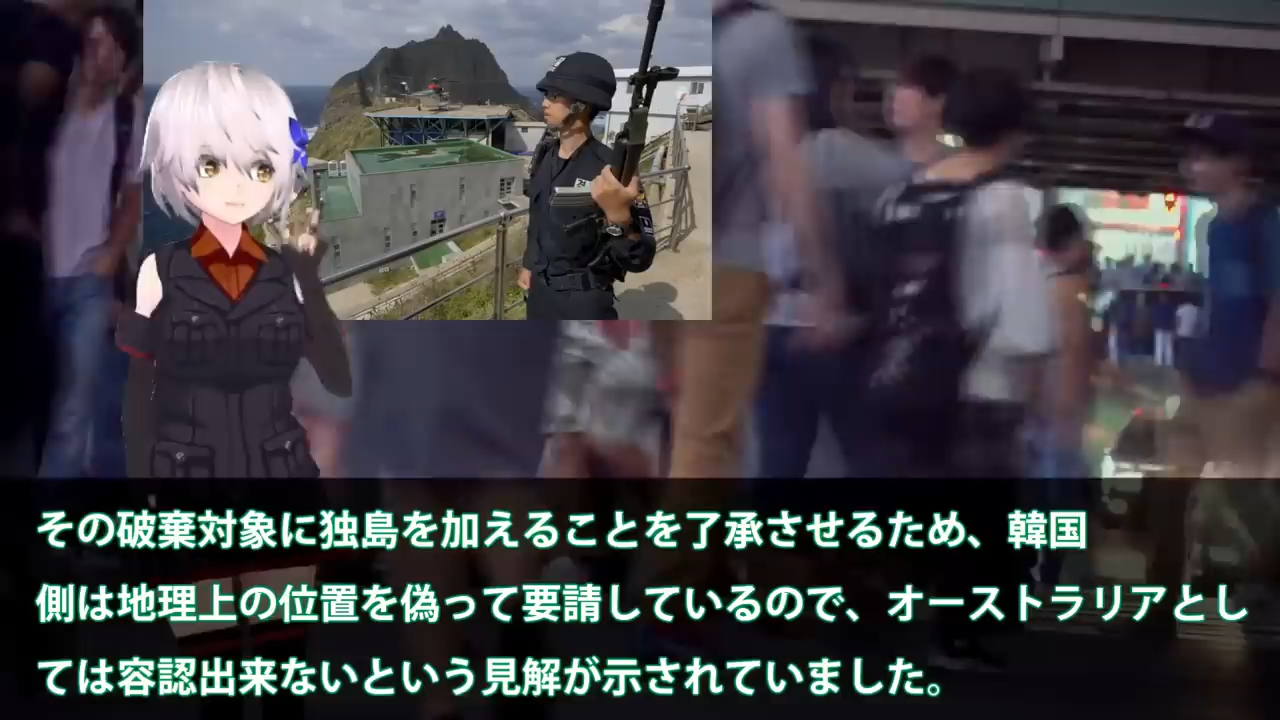 その破棄対象に独島を加えることを了承させるため、韓国
側は地理上の位置を偽って要請しているので、オーストラリアとし
ては容認出来ないという見解が示されていました。